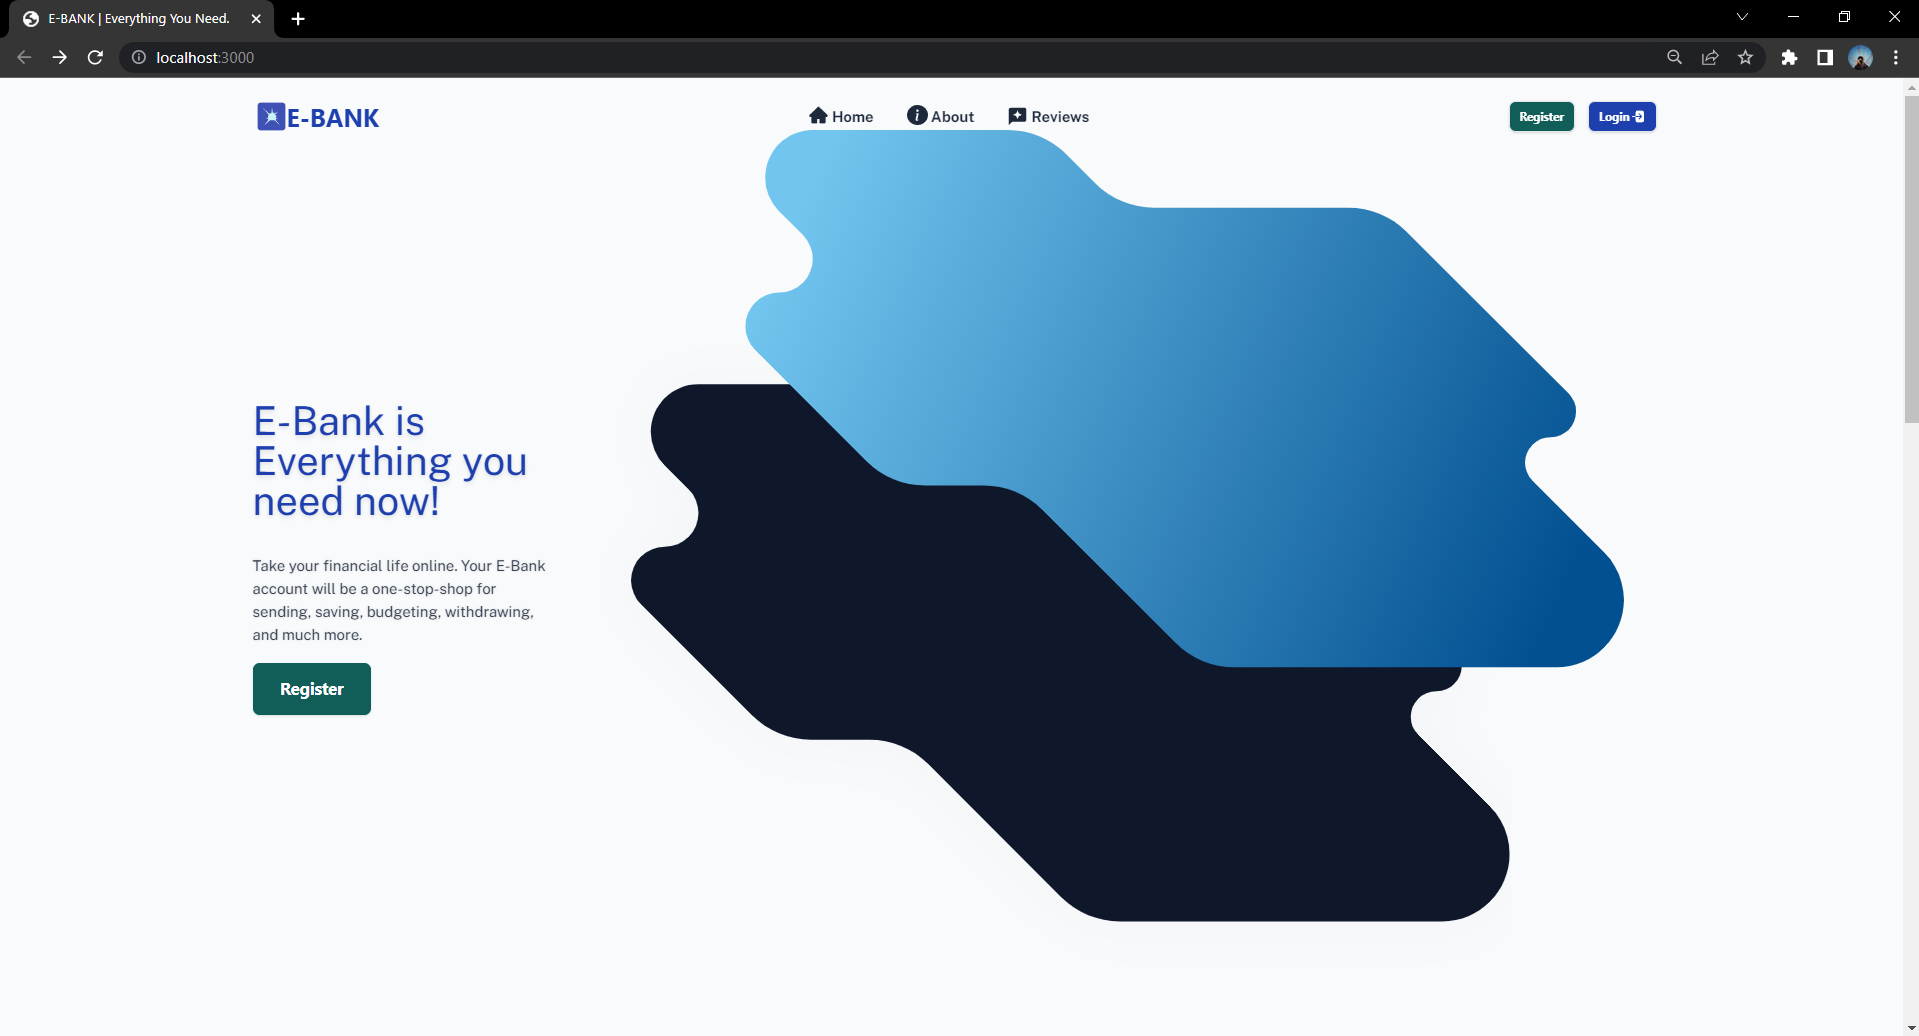 E-BANK | Everything You Need.
localhost:3000
E-BANK
Home
About
Reviews
Register
Login
E-Bank is
Everything you
need now!
Take your financial life online. Your E-Bank
account will be a one-stop-shop for
sending, saving, budgeting, withdrawing,
and much more.
Register